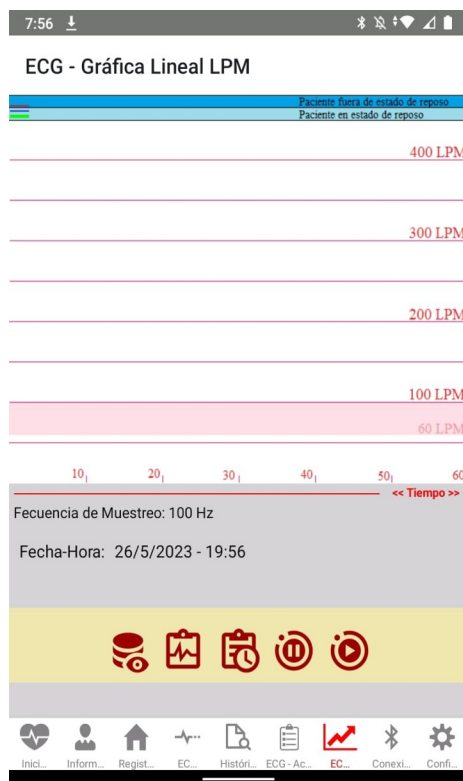 7:56
ECG - Gráfica Lineal LPM
Paciente fuera de estado de reposo
Paciente en estado de reposo
400 LPM
300 LPM
200 LPM
100 LPM
60 LPM
10 20 30 40 50 60
<< Tiempo >>
Fecuencia de Muestreo: 100 Hz
Fecha-Hora: 26/5/2023 - 19:56
Inici... Inform... Regist... EC... Históri... ECG - Ac... EC... Conexi... Confi...